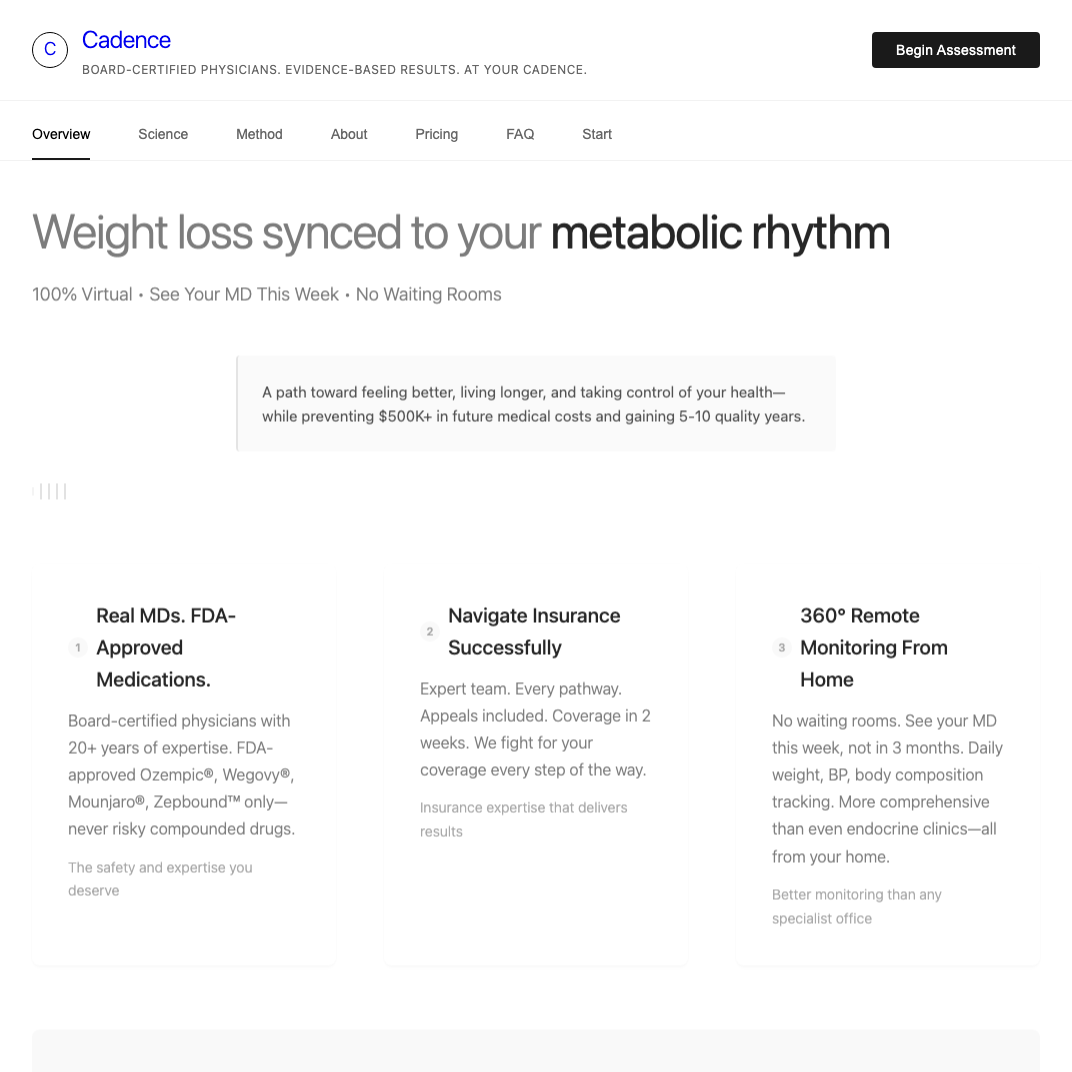 C
Cadence
BOARD-CERTIFIED PHYSICIANS. EVIDENCE-BASED RESULTS. AT YOUR CADENCE.
Begin Assessment
Overview Science Method About Pricing FAQ Start
Weight loss synced to your metabolic rhythm
100% Virtual • See Your MD This Week • No Waiting Rooms
A path toward feeling better, living longer, and taking control of your health—
while preventing $500K+ in future medical costs and gaining 5-10 quality years.
1
Real MDs. FDA-
Approved
Medications.
Board-certified physicians with
20+ years of expertise. FDA-
approved Ozempic®, Wegovy®,
Mounjaro®, Zepbound™ only—
never risky compounded drugs.
The safety and expertise you
deserve
2
Navigate Insurance
Successfully
Expert team. Every pathway.
Appeals included. Coverage in 2
weeks. We fight for your
coverage every step of the way.
Insurance expertise that delivers
results
3
360° Remote
Monitoring From
Home
No waiting rooms. See your MD
this week, not in 3 months. Daily
weight, BP, body composition
tracking. More comprehensive
than even endocrine clinics—all
from your home.
Better monitoring than any
specialist office